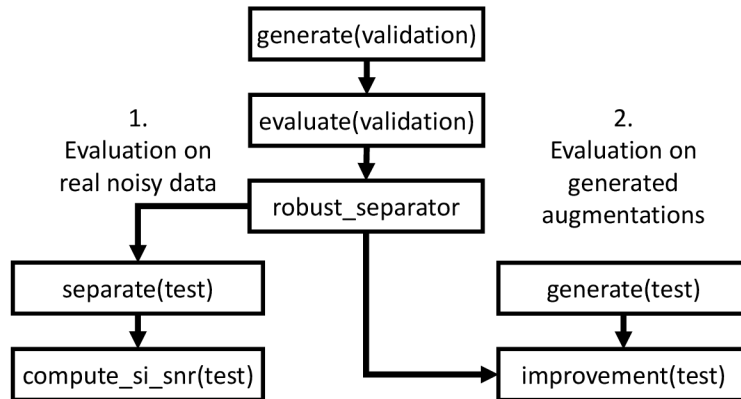 generate(validation)
evaluate(validation)
robust_separator
1.
Evaluation on
real noisy data
2.
Evaluation on
generated
augmentations
separate(test)
compute_si_snr(test)
generate(test)
improvement(test)